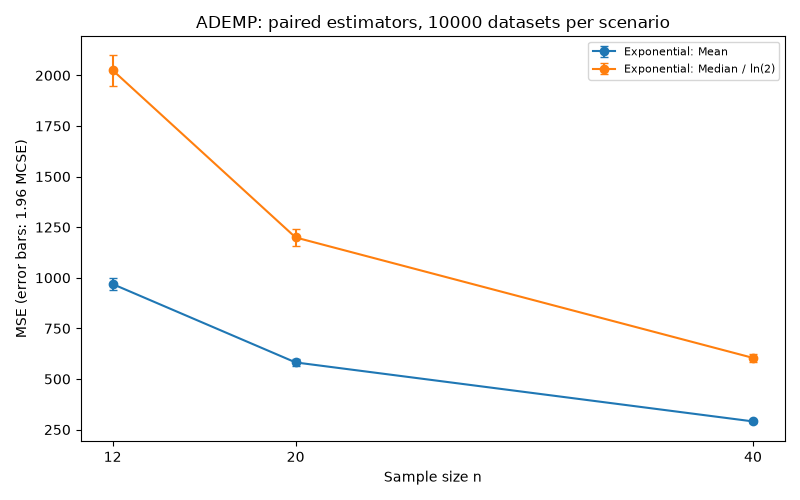 ADEMP: paired estimators, 10000 datasets per scenario
Exponential: Mean
Exponential: Median / ln(2)
MSE (error bars: 1.96 MCSE)
2000
1750
1500
1250
1000
750
500
250
12
20
40
Sample size n